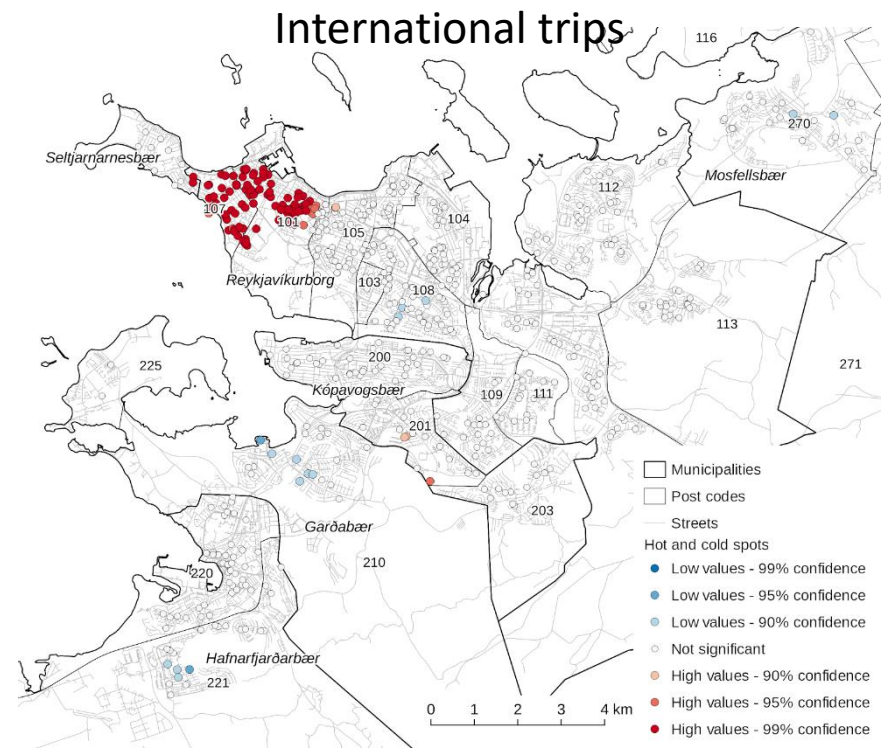 International trips
116
270
Seltjarnarnesbær
Mosfellsbær
112
107
101
105
104
Reykjavíkurborg
103
108
113
225
200
271
Kópavogsbær
109
111
201
203
Garðabær
210
220
Hafnarfjarðarbær
221
Municipalities
Post codes
Streets
Hot and cold spots
Low values - 99% confidence
Low values - 95% confidence
Low values - 90% confidence
Not significant
High values - 90% confidence
High values - 95% confidence
High values - 99% confidence
0 1 2 3 4 km